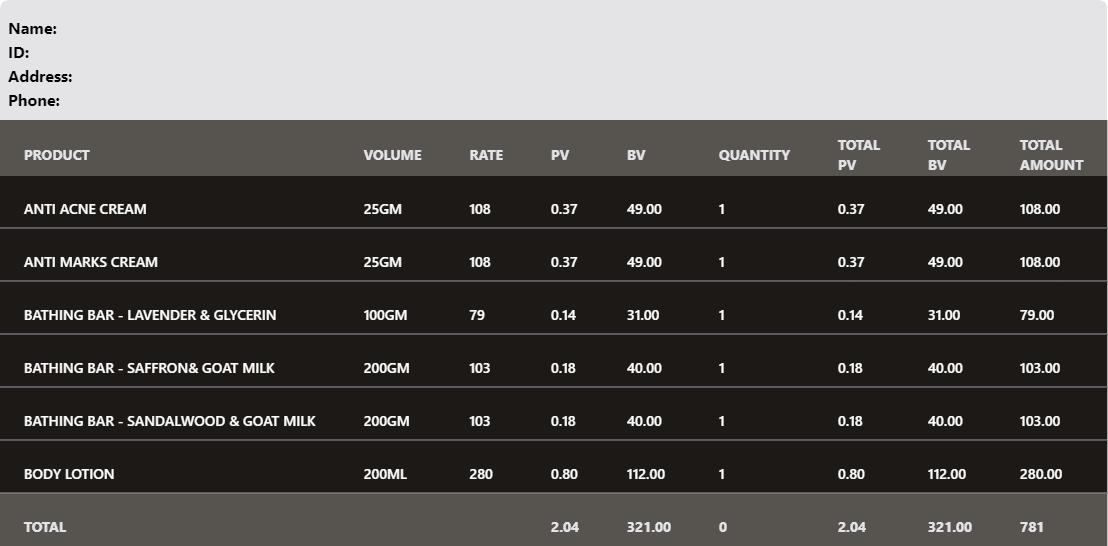 Name:
ID:
Address:
Phone:
PRODUCT VOLUME RATE PV BV QUANTITY TOTAL PV TOTAL BV TOTAL AMOUNT
ANTI ACNE CREAM 25GM 108 0.37 49.00 1 0.37 49.00 108.00
ANTI MARKS CREAM 25GM 108 0.37 49.00 1 0.37 49.00 108.00
BATHING BAR - LAVENDER & GLYCERIN 100GM 79 0.14 31.00 1 0.14 31.00 79.00
BATHING BAR - SAFFRON& GOAT MILK 200GM 103 0.18 40.00 1 0.18 40.00 103.00
BATHING BAR - SANDALWOOD & GOAT MILK 200GM 103 0.18 40.00 1 0.18 40.00 103.00
BODY LOTION 200ML 280 0.80 112.00 1 0.80 112.00 280.00
TOTAL 2.04 321.00 0 2.04 321.00 781